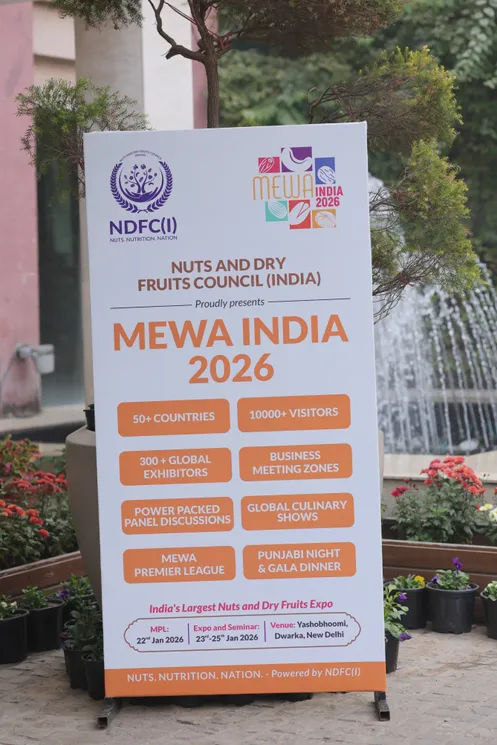 NDFC(I)
NUTS. NUTRITION. NATION.
MEWA INDIA
2026
NUTS AND DRY
FRUITS COUNCIL (INDIA)
Proudly presents
MEWA INDIA
2026
50+ COUNTRIES
10000+ VISITORS
300 + GLOBAL
EXHIBITORS
BUSINESS
MEETING ZONES
POWER PACKED
PANEL DISCUSSIONS
GLOBAL CULINARY
SHOWS
MEWA
PREMIER LEAGUE
PUNJABI NIGHT
& GALA DINNER
India's Largest Nuts and Dry Fruits Expo
MPL:
22nd Jan 2026
Expo and Seminar:
23rd-25th Jan 2026
Venue: Yashobhoomi,
Dwarka, New Delhi
NUTS. NUTRITION. NATION. - Powered by NDFC(I)